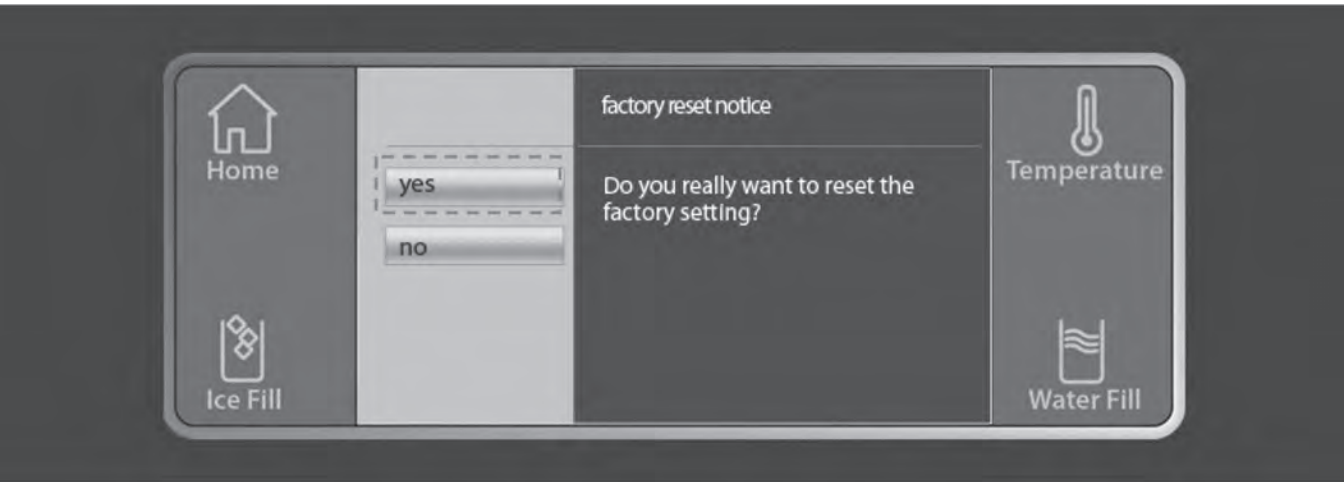 factory reset notice
Home
Temperature
yes
Do you really want to reset the
factory setting?
no
Ice Fill
Water Fill